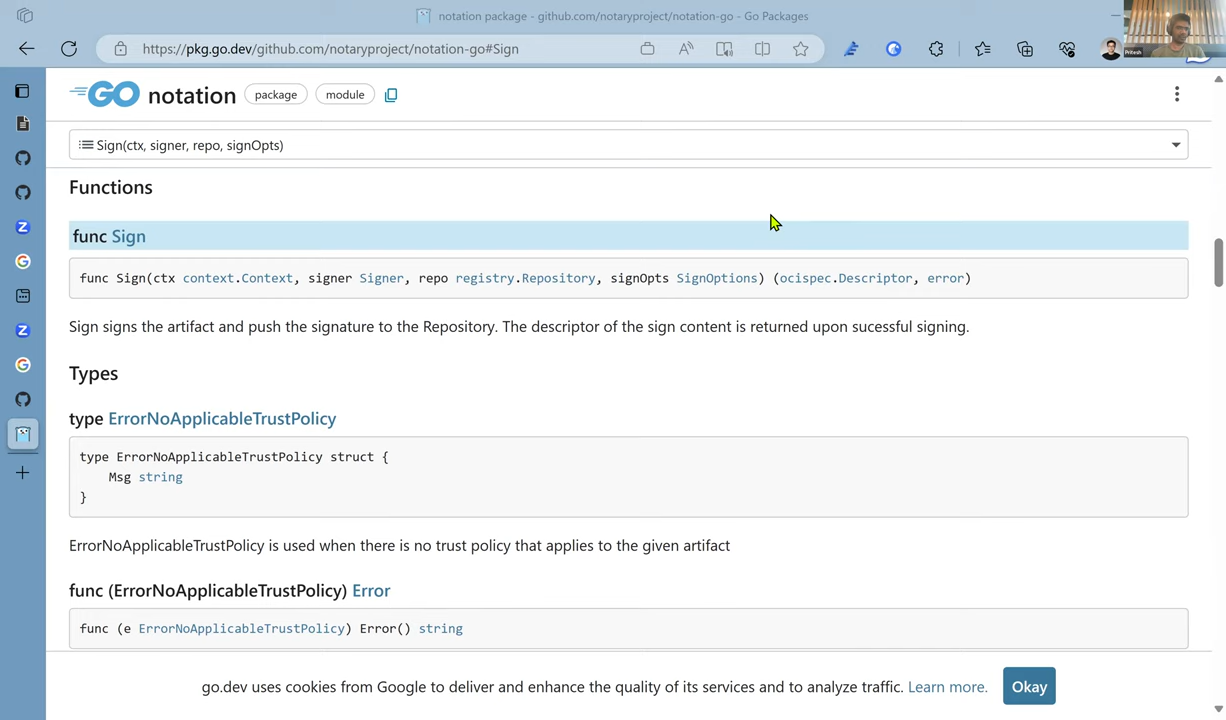 notation package - github.com/notaryproject/notation-go - Go Packages
https://pkg.go.dev/github.com/notaryproject/notation-go#Sign
Pritesh
GO notation package module
Sign(ctx, signer, repo, signOpts)
Functions
func Sign
func Sign(ctx context.Context, signer Signer, repo registry.Repository, signOpts SignOptions) (ocispec.Descriptor, error)
Sign signs the artifact and push the signature to the Repository. The descriptor of the sign content is returned upon sucessful signing.
Types
type ErrorNoApplicableTrustPolicy
type ErrorNoApplicableTrustPolicy struct {
Msg string
}
ErrorNoApplicableTrustPolicy is used when there is no trust policy that applies to the given artifact
func (ErrorNoApplicableTrustPolicy) Error
func (e ErrorNoApplicableTrustPolicy) Error() string
go.dev uses cookies from Google to deliver and enhance the quality of its services and to analyze traffic. Learn more. Okay